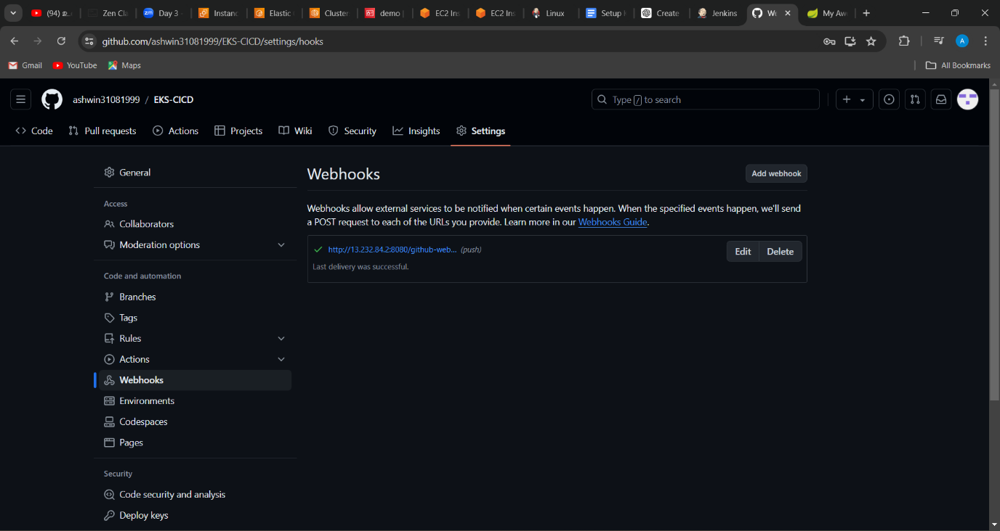 (94) உ
Zen Cla
Day 3
Instanc
Elastic
Cluster
demo
EC2 Ins
EC2 Ins
Linux
Setup
Create
Jenkins
My Aw
github.com/ashwin31081999/EKS-CICD/settings/hooks
A
Gmail
YouTube
Maps
All Bookmarks
ashwin31081999 / EKS-CICD
Type / to search
Code
Pull requests
Actions
Projects
Wiki
Security
Insights
Settings
General
Access
Collaborators
Moderation options
Code and automation
Branches
Tags
Rules
Actions
Webhooks
Environments
Codespaces
Pages
Security
Code security and analysis
Deploy keys
Webhooks
Add webhook
Webhooks allow external services to be notified when certain events happen. When the specified events happen, we'll send
a POST request to each of the URLs you provide. Learn more in our Webhooks Guide.
http://13.232.84.2:8080/github-web... (push)
Edit
Delete
Last delivery was successful.